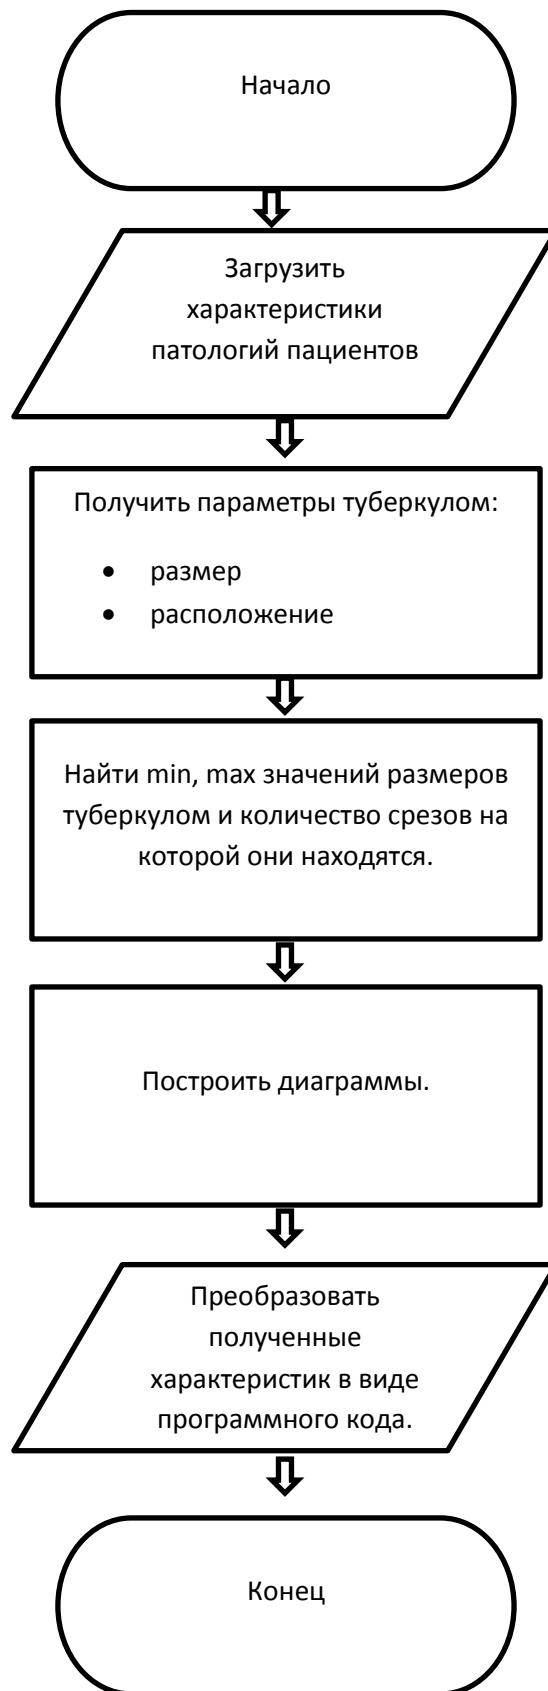 Начало
Загрузить
характеристики
патологий пациентов
Получить параметры туберкулом:
• размер
• расположение
Найти min, max значений размеров
туберкулом и количество срезов на
которой они находятся.
Построить диаграммы.
Преобразовать
полученные
характеристик в виде
программного кода.
Конец